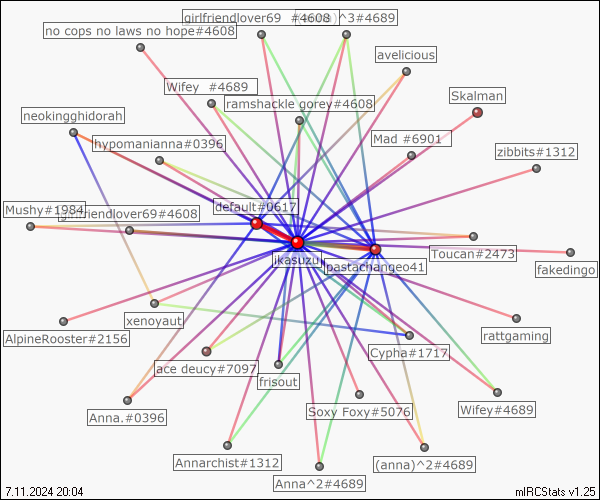 girlfriendlover69 #4608
)^3#4689
no cops no laws no hope#4608
avelicious
Wifey #4689
ramshackle gorey#4608
Skalman
neokingghidorah
hypomanianna#0396
Mad #6901
zibbits#1312
default#0617
Mushy#1984
girlfriendlover69#4608
Toucan#2473
ikasuzu
pastachangeo41
fakedingo
xenoyaut
rattgaming
AlpineRooster#2156
Cypha#1717
ace deucy#7097
frisout
Soxy Foxy#5076
Wifey#4689
Anna.#0396
Annarchist#1312
(anna)^2#4689
Anna^2#4689
7.11.2024 20:04
mIRCStats v1.25